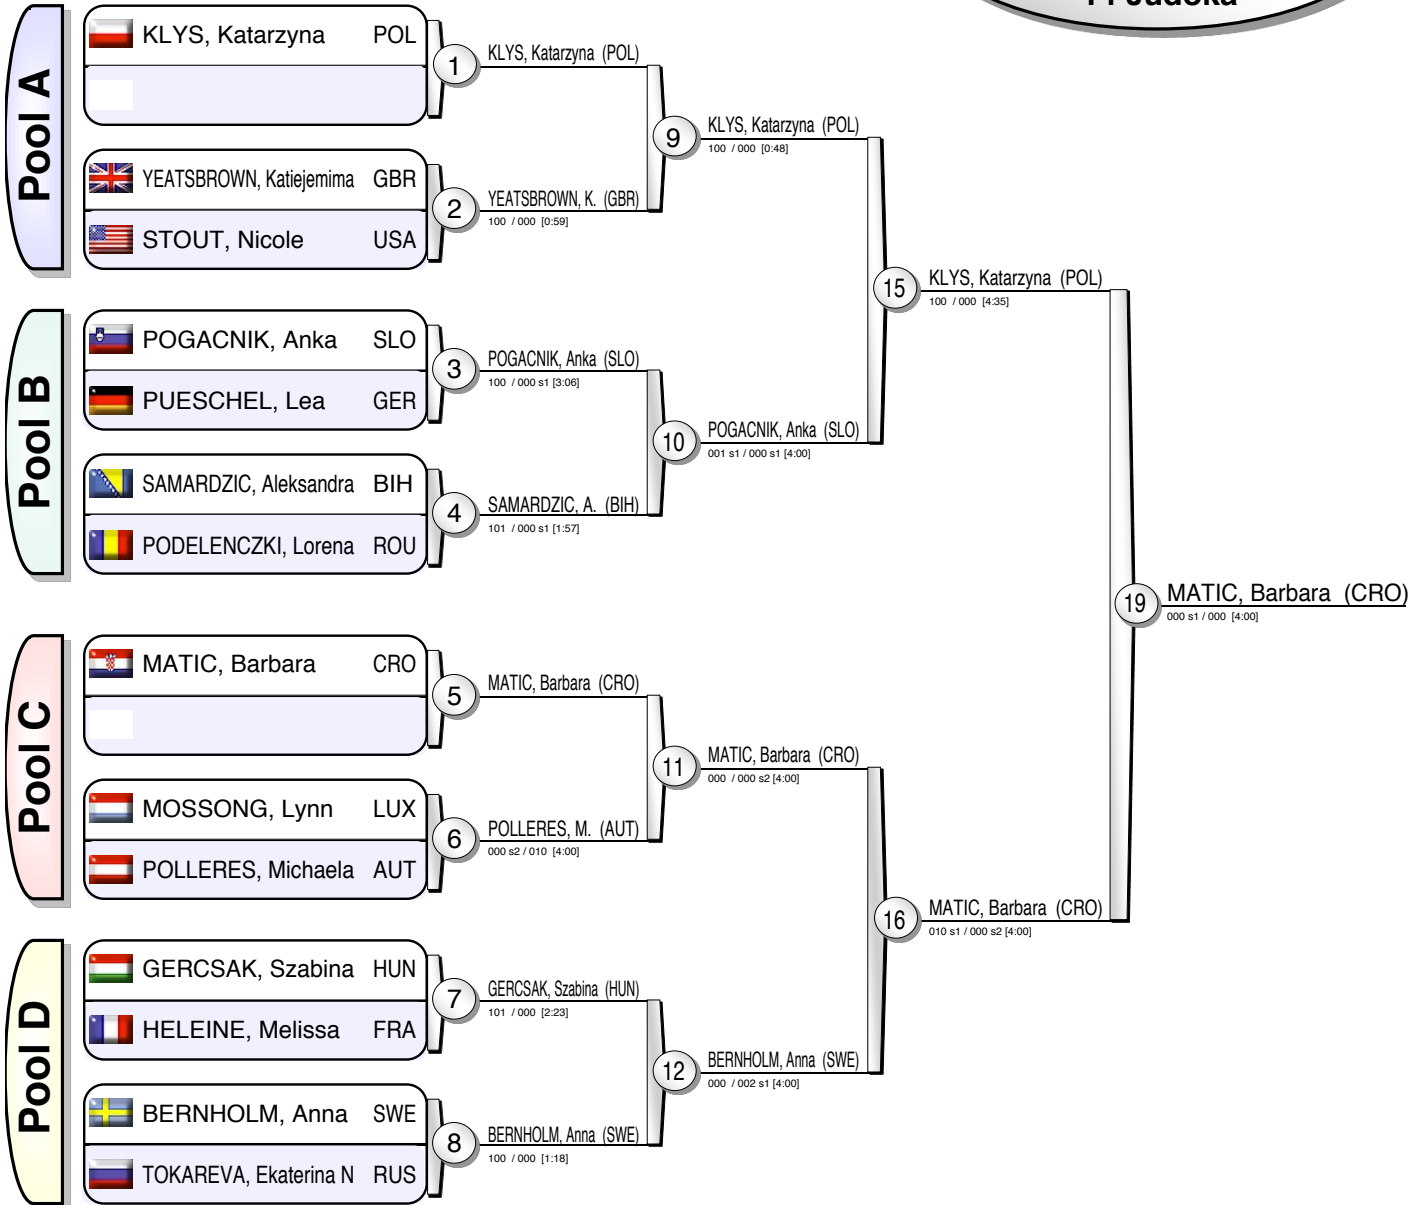 14 Judoka
Pool A
KLYS, Katarzyna POL
YEATSBROWN, Katiejemima GBR
STOUT, Nicole USA
Pool B
POGACNIK, Anka SLO
PUESCHEL, Lea GER
SAMARDZIC, Aleksandra BIH
PODELENCZKI, Lorena ROU
Pool C
MATIC, Barbara CRO
MOSSONG, Lynn LUX
POLLERES, Michaela AUT
Pool D
GERCSAK, Szabina HUN
HELEINE, Melissa FRA
BERNHOLM, Anna SWE
TOKAREVA, Ekaterina N RUS
1
KLYS, Katarzyna (POL)
2
YEATSBROWN, K. (GBR)
100 / 000 [0:59]
3
POGACNIK, Anka (SLO)
100 / 000 s1 [3:06]
4
SAMARDZIC, A. (BIH)
101 / 000 s1 [1:57]
5
MATIC, Barbara (CRO)
6
POLLERES, M. (AUT)
000 s2 / 010 [4:00]
7
GERCSAK, Szabina (HUN)
101 / 000 [2:23]
8
BERNHOLM, Anna (SWE)
100 / 000 [1:18]
9
KLYS, Katarzyna (POL)
100 / 000 [0:48]
10
POGACNIK, Anka (SLO)
001 s1 / 000 s1 [4:00]
11
MATIC, Barbara (CRO)
000 / 000 s2 [4:00]
12
BERNHOLM, Anna (SWE)
000 / 002 s1 [4:00]
15
KLYS, Katarzyna (POL)
100 / 000 [4:35]
16
MATIC, Barbara (CRO)
010 s1 / 000 s2 [4:00]
19
MATIC, Barbara (CRO)
000 s1 / 000 [4:00]